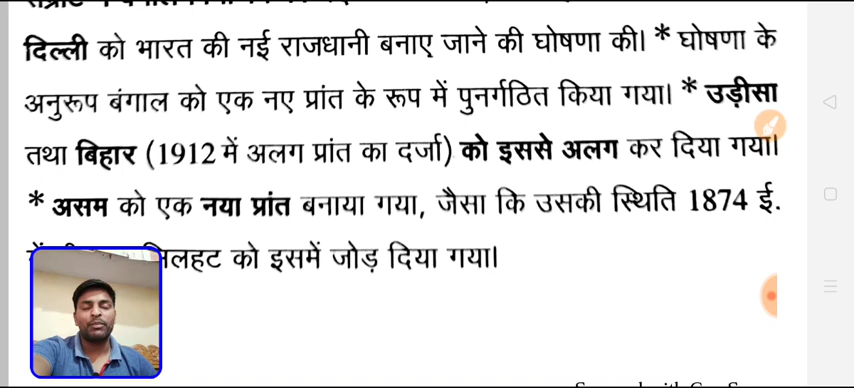 दिल्ली को भारत की नई राजधानी बनाए जाने की घोषणा की। * घोषणा के
अनुरूप बंगाल को एक नए प्रांत के रूप में पुनर्गठित किया गया। * उड़ीसा
तथा बिहार (1912 में अलग प्रांत का दर्जा) को इससे अलग कर दिया गया।
* असम को एक नया प्रांत बनाया गया, जैसा कि उसकी स्थिति 1874 ई.
को इसमें जोड़ दिया गया।